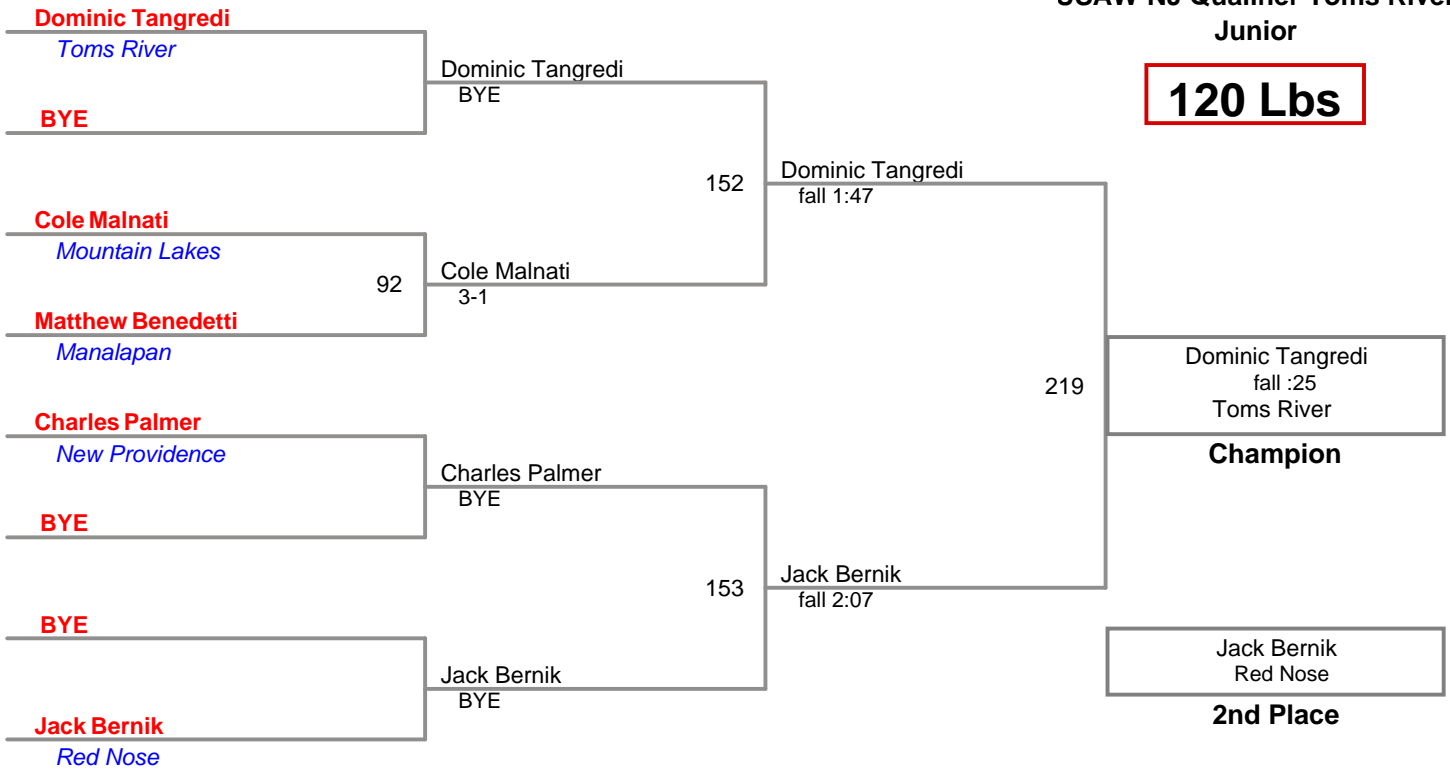 Junior
120 Lbs
Dominic Tangredi
Toms River
BYE
Cole Malnati
Mountain Lakes
Matthew Benedetti
Manalapan
Charles Palmer
New Providence
BYE
BYE
Jack Bernik
Red Nose
92
Dominic Tangredi
BYE
Cole Malnati
3-1
Charles Palmer
BYE
Jack Bernik
BYE
152
153
Dominic Tangredi
fall 1:47
Jack Bernik
fall 2:07
219
Dominic Tangredi
fall :25
Toms River
Champion
Jack Bernik
Red Nose
2nd Place